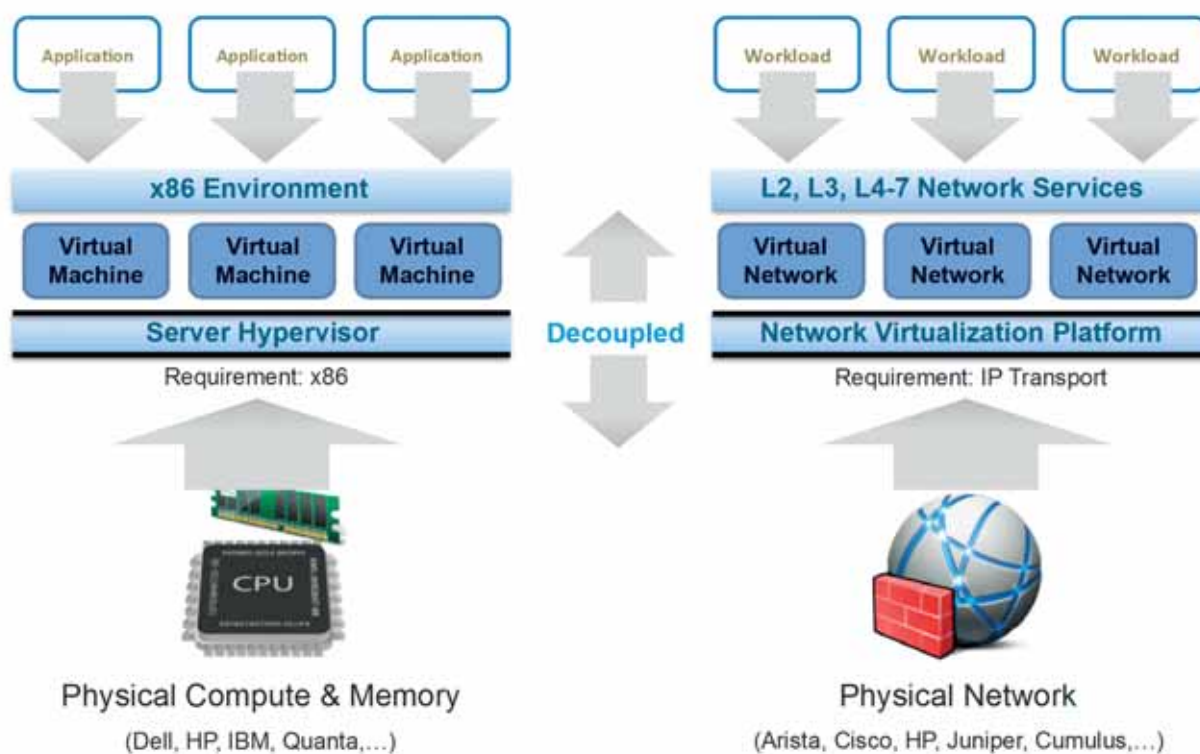 Application
Application
Application
x86 Environment
Virtual Machine
Virtual Machine
Virtual Machine
Server Hypervisor
Requirement: x86
CPU
Physical Compute & Memory
(Dell, HP, IBM, Quanta,…)
Decoupled
Workload
Workload
Workload
L2, L3, L4-7 Network Services
Virtual Network
Virtual Network
Virtual Network
Network Virtualization Platform
Requirement: IP Transport
Physical Network
(Arista, Cisco, HP, Juniper, Cumulus,…)